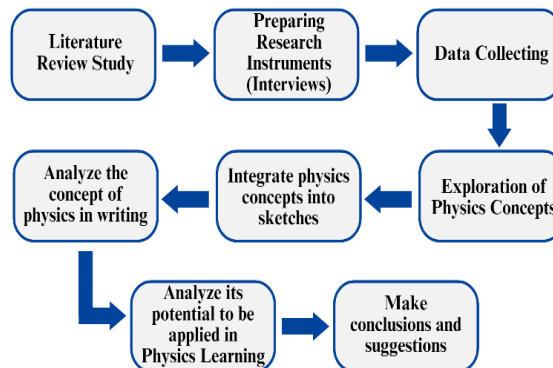 Literature
Review Study
Preparing
Research
Instruments
(Interviews)
Data Collecting
Exploration of
Physics Concepts
Integrate physics
concepts into
sketches
Analyze the
concept of
physics in writing
Analyze its
potential to be
applied in
Physics Learning
Make
conclusions and
suggestions